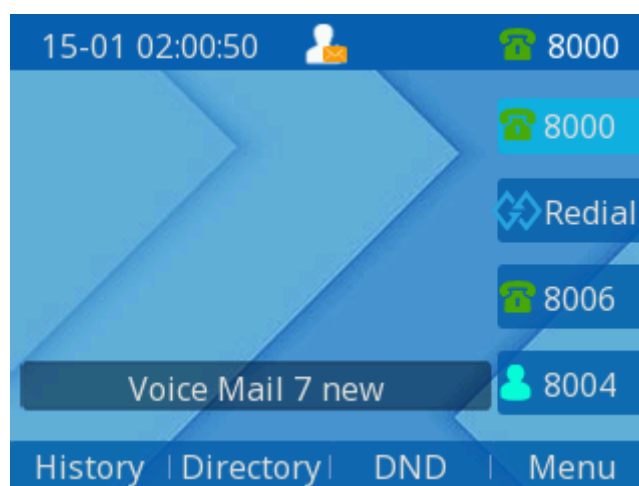 15-01 02:00:50 8000
8000
Redial
8006
Voice Mail 7 new
8004
History Directory DND Menu